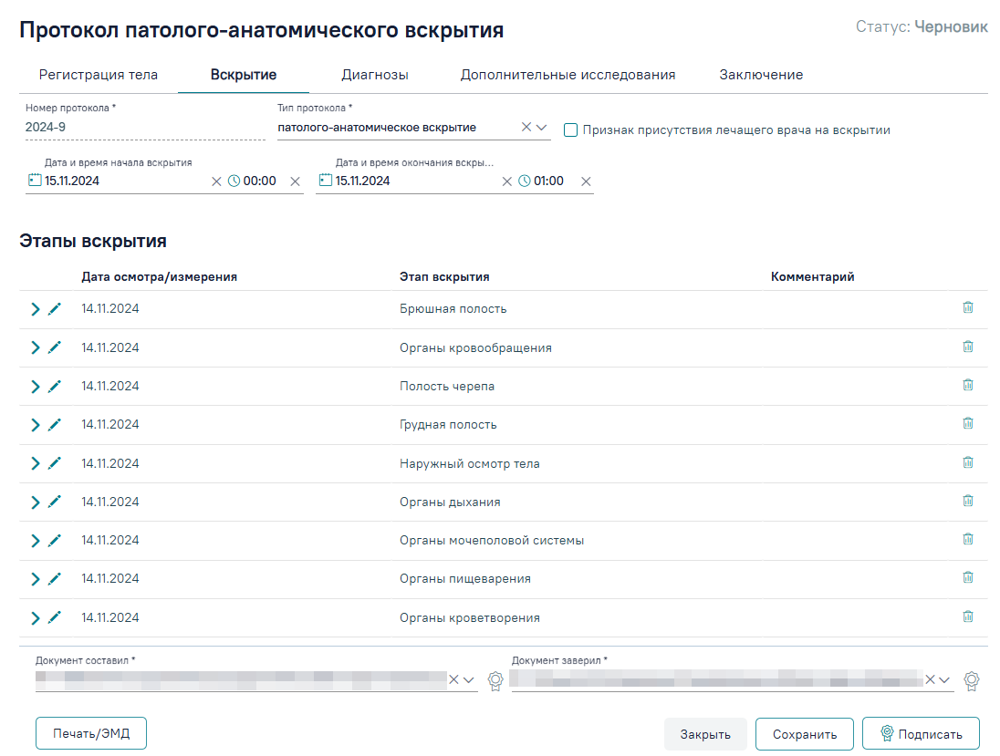 Протокол патолого-анатомического вскрытия
Статус: Черновик
Регистрация тела Вскрытие Диагнозы Дополнительные исследования Заключение
Номер протокола * Тип протокола *
2024-9 патолого-анатомическое вскрытие Признак присутствия лечащего врача на вскрытии
Дата и время начала вскрытия Дата и время окончания вскры...
15.11.2024 00:00 15.11.2024 01:00
Этапы вскрытия
Дата осмотра/измерения Этап вскрытия Комментарий
14.11.2024 Брюшная полость
14.11.2024 Органы кровообращения
14.11.2024 Полость черепа
14.11.2024 Грудная полость
14.11.2024 Наружный осмотр тела
14.11.2024 Органы дыхания
14.11.2024 Органы мочеполовой системы
14.11.2024 Органы пищеварения
14.11.2024 Органы кроветворения
Документ составил * Документ заверил *
Печать/ЭМД Закрыть Сохранить Подписать